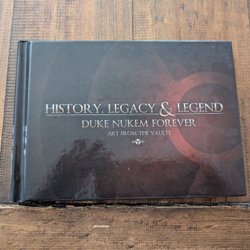 HISTORY, LEGACY & LEGEND
DUKE NUKEM FOREVER
ART FROM THE VAULTS